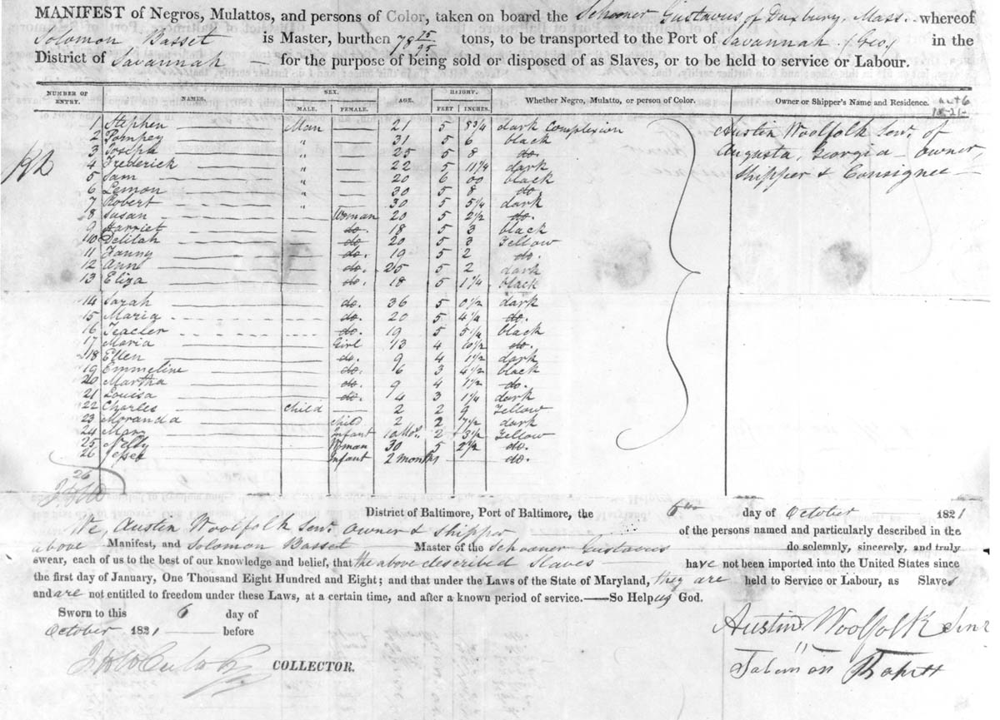 MANIFEST of Negros, Mulattos, and persons of Color, taken on board the Schooner Gustavus, of Duxbury, Mass. whereof
Solomon Basset is Master, burthen 78 tons, to be transported to the Port of Savannah (Geo) in the
District of Savannah — for the purpose of being sold or disposed of as Slaves, or to be held to service or Labour.
NUMBER OF ENTRY. NAMES. SEX. MALE. FEMALE. AGE. HEIGHT. FEET INCHES. Whether Negro, Mulatto, or person of Color. Owner or Shipper's Name and Residence.
1 Stephen Man 21 5 8 3/4 dark Complexion Austin Woolfolk Senr. of
2 Pompey " 31 5 6 black Augusta, Georgia — owner,
3 Joseph " 25 5 8 do. Shipper & Consignee —
4 Frederick " 22 5 11 1/4 dark
5 Sam " 20 6 00 black
6 Lemon " 30 5 8 do
7 Robert " 30 5 5 1/4 dark
8 Susan Woman 20 5 2 1/2 do.
9 Harriet do. 18 5 3 black
10 Delilah do 20 5 3 Yellow
11 Fanny do. 19 5 2 do.
12 Ann do. 25 5 2 dark
13 Eliza do. 18 5 1 1/4 black
14 Sarah do. 36 5 0 1/2 dark
15 Maria do. 20 5 4 1/4 do.
16 Teacher do. 19 5 5 1/4 black
17 Maria Girl 13 4 10 1/2 do.
18 Ellen do. 9 4 1 1/2 dark
19 Emmeline do. 6 3 4 1/2 black
20 Martha do. 9 4 1 1/2 do.
21 Louisa do. 4 3 1 1/4 dark
22 Charles Child 2 2 9 Yellow
23 Moranda Child 2 2 7 1/2 dark
24 Mary Infant 2 3 1/2 Yellow
25 Nelly Woman 30 5 2 1/2 do.
26 Infant 2 months do.
26
District of Baltimore, Port of Baltimore, the 6th day of October 1821
We, Austin Woolfolk Senr. Owner & Shipper of the persons named and particularly described in the
above Manifest, and Solomon Basset Master of the Schooner Gustavus do solemnly, sincerely, and truly
swear, each of us to the best of our knowledge and belief, that the above described Slaves have not been imported into the United States since
the first day of January, One Thousand Eight Hundred and Eight; and that under the Laws of the State of Maryland, they are held to Service or Labour, as Slaves
and are not entitled to freedom under these Laws, at a certain time, and after a known period of service.—So Help us God.
Sworn to this 6 day of
October 1821 before
COLLECTOR.
Austin Woolfolk Senr